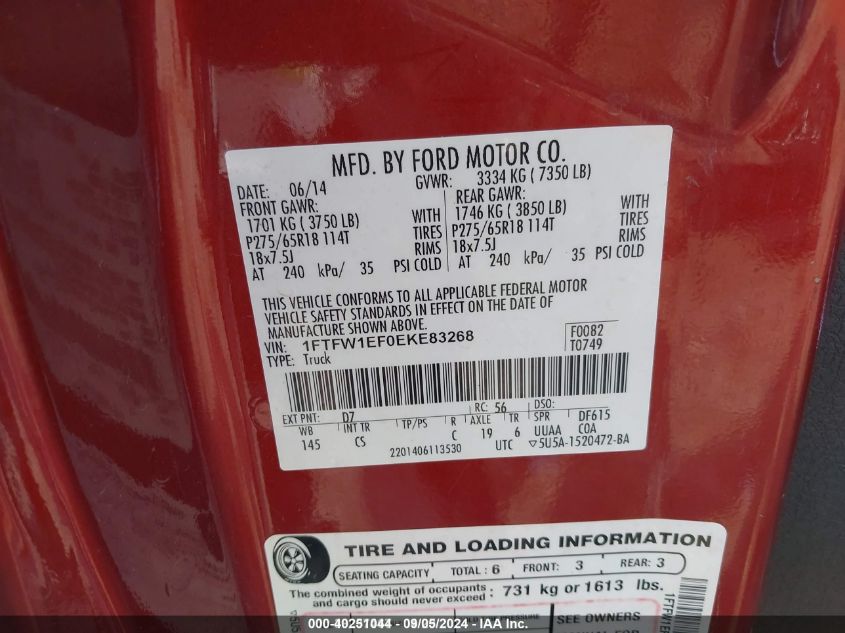 MFD. BY FORD MOTOR CO.
DATE: 06/14 GVWR: 3334 KG ( 7350 LB)
FRONT GAWR: REAR GAWR:
1701 KG ( 3750 LB) WITH 1746 KG ( 3850 LB) WITH
P275/65R18 114T TIRES P275/65R18 114T TIRES
18x7.5J RIMS 18x7.5J RIMS
AT 240 kPa/ 35 PSI COLD AT 240 kPa/ 35 PSI COLD
THIS VEHICLE CONFORMS TO ALL APPLICABLE FEDERAL MOTOR
VEHICLE SAFETY STANDARDS IN EFFECT ON THE DATE OF
MANUFACTURE SHOWN ABOVE.
VIN: 1FTFW1EF0EKE83268 F0082
TYPE: Truck T0749
EXT PNT: D7 RC: 56 DSO: DF615
WB INT TR TP/PS R AXLE TR SPR COA
145 CS C 19 6 UUAA
2201406113530 UTC ▽5U5A-1520472-BA
TIRE AND LOADING INFORMATION
SEATING CAPACITY TOTAL : 6 FRONT: 3 REAR: 3
The combined weight of occupants and cargo should never exceed : 731 kg or 1613 lbs.
SEE OWNERS
000-40251044 - 09/05/2024 - IAA Inc.